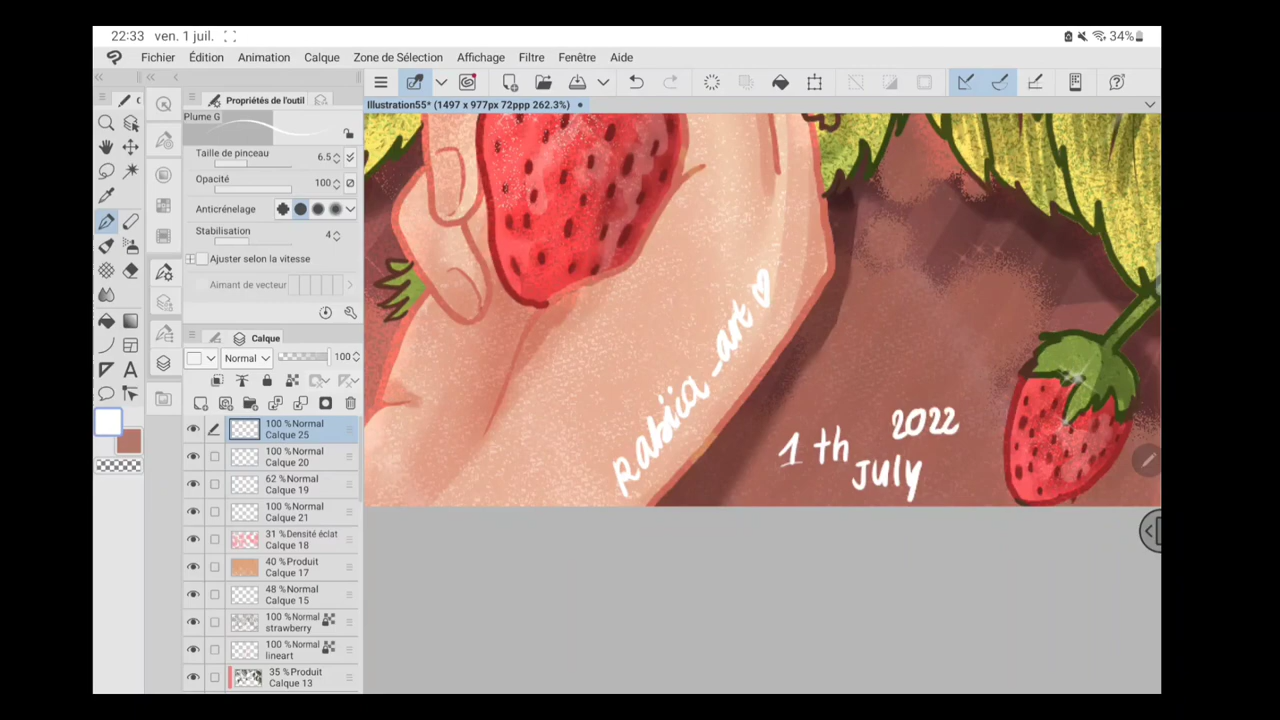 22:33 ven. 1 juil. 34%
Fichier Édition Animation Calque Zone de Sélection Affichage Filtre Fenêtre Aide
Propriétés de l'outil
Illustration55* (1497 x 977px 72ppp 262.3%)
Plume G
Taille de pinceau 6.5
Opacité 100
Anticrénelage
Stabilisation 4
Ajuster selon la vitesse
Aimant de vecteur
Calque
Normal 100
100 %Normal
Calque 25
100 %Normal
Calque 20
62 %Normal
Calque 19
100 %Normal
Calque 21
31 %Densité éclat
Calque 18
40 %Produit
Calque 17
48 %Normal
Calque 15
100 %Normal
strawberry
100 %Normal
lineart
35 %Produit
Calque 13
Rabiica_art
1 th 2022
July